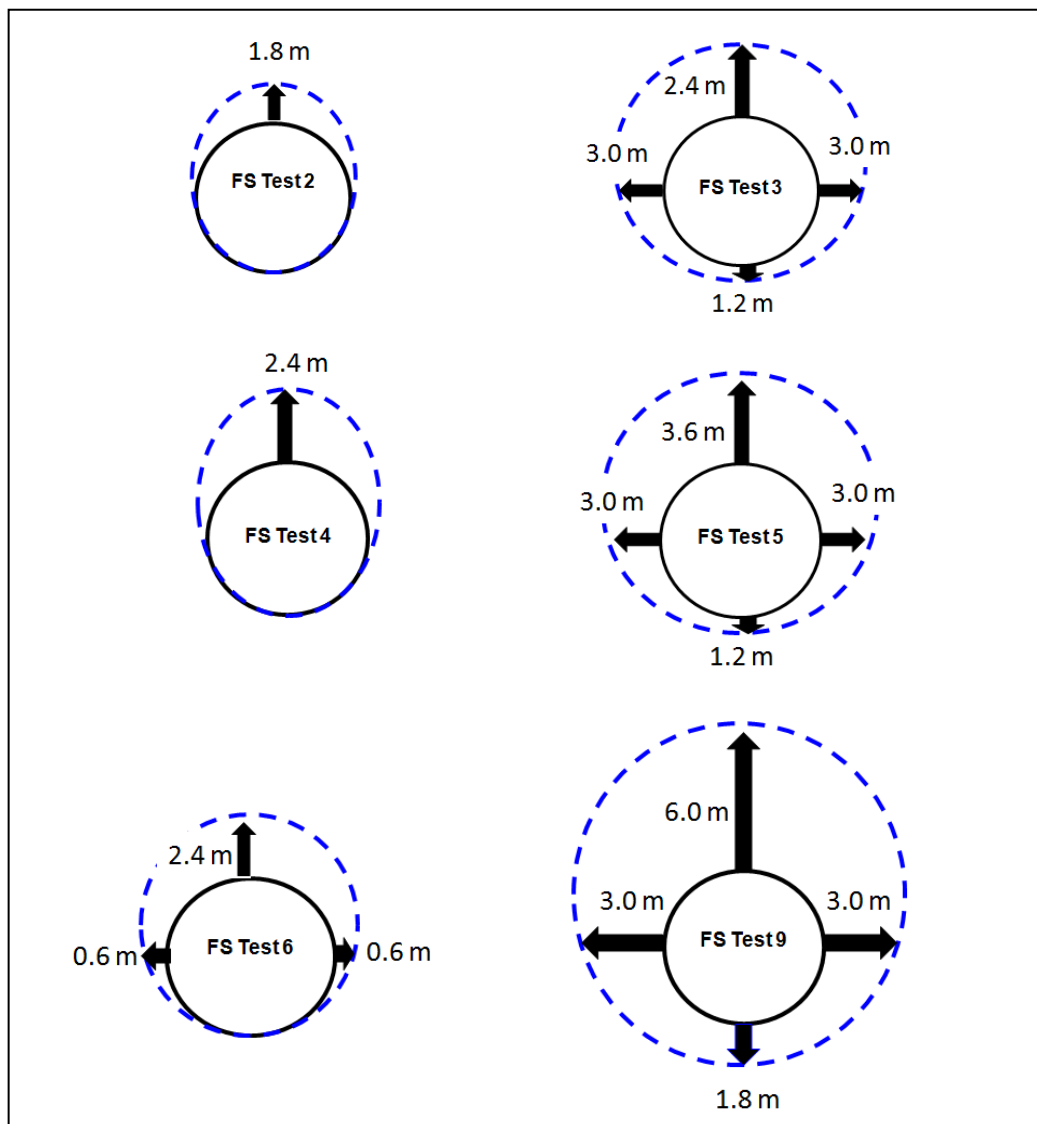 1.8 m
FS Test 2
2.4 m
3.0 m
3.0 m
FS Test 3
1.2 m
2.4 m
FS Test 4
3.6 m
3.0 m
3.0 m
FS Test 5
1.2 m
2.4 m
FS Test 6
0.6 m
0.6 m
6.0 m
3.0 m
3.0 m
FS Test 9
1.8 m